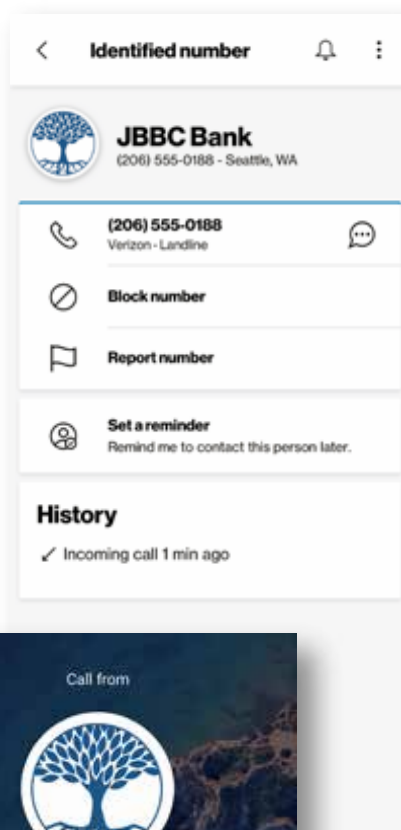 Identified number
JBBC Bank
(206) 555-0188 - Seattle, WA
(206) 555-0188
Verizon - Landline
Block number
Report number
Set a reminder
Remind me to contact this person later.
History
Incoming call 1 min ago
Call from